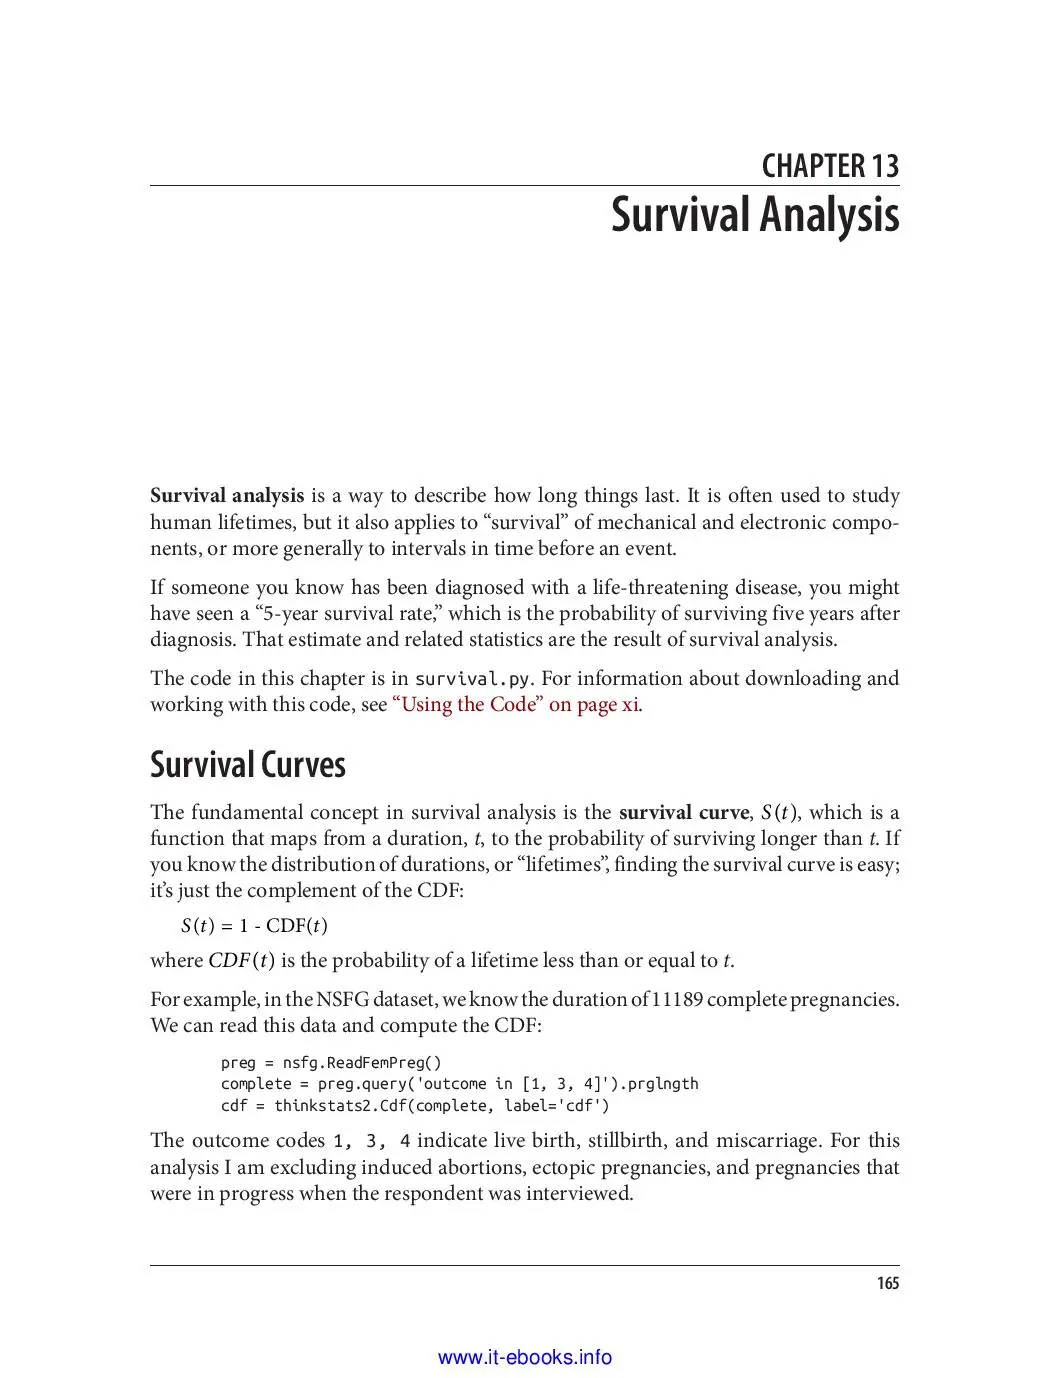 CHAPTER 13
Survival Analysis
Survival analysis is a way to describe how long things last. It is often used to study
human lifetimes, but it also applies to “survival” of mechanical and electronic compo-
nents, or more generally to intervals in time before an event.
If someone you know has been diagnosed with a life-threatening disease, you might
have seen a “5-year survival rate,” which is the probability of surviving five years after
diagnosis. That estimate and related statistics are the result of survival analysis.
The code in this chapter is in survival.py. For information about downloading and
working with this code, see “Using the Code” on page xi.
Survival Curves
The fundamental concept in survival analysis is the survival curve, S(t), which is a
function that maps from a duration, t, to the probability of surviving longer than t. If
you know the distribution of durations, or “lifetimes”, finding the survival curve is easy;
it’s just the complement of the CDF:
S(t) = 1 - CDF(t)
where CDF(t) is the probability of a lifetime less than or equal to t.
For example, in the NSFG dataset, we know the duration of 11189 complete pregnancies.
We can read this data and compute the CDF:
preg = nsfg.ReadFemPreg()
complete = preg.query('outcome in [1, 3, 4]').prglngth
cdf = thinkstats2.Cdf(complete, label='cdf')
The outcome codes 1, 3, 4 indicate live birth, stillbirth, and miscarriage. For this
analysis I am excluding induced abortions, ectopic pregnancies, and pregnancies that
were in progress when the respondent was interviewed.
165
www.it-ebooks.info